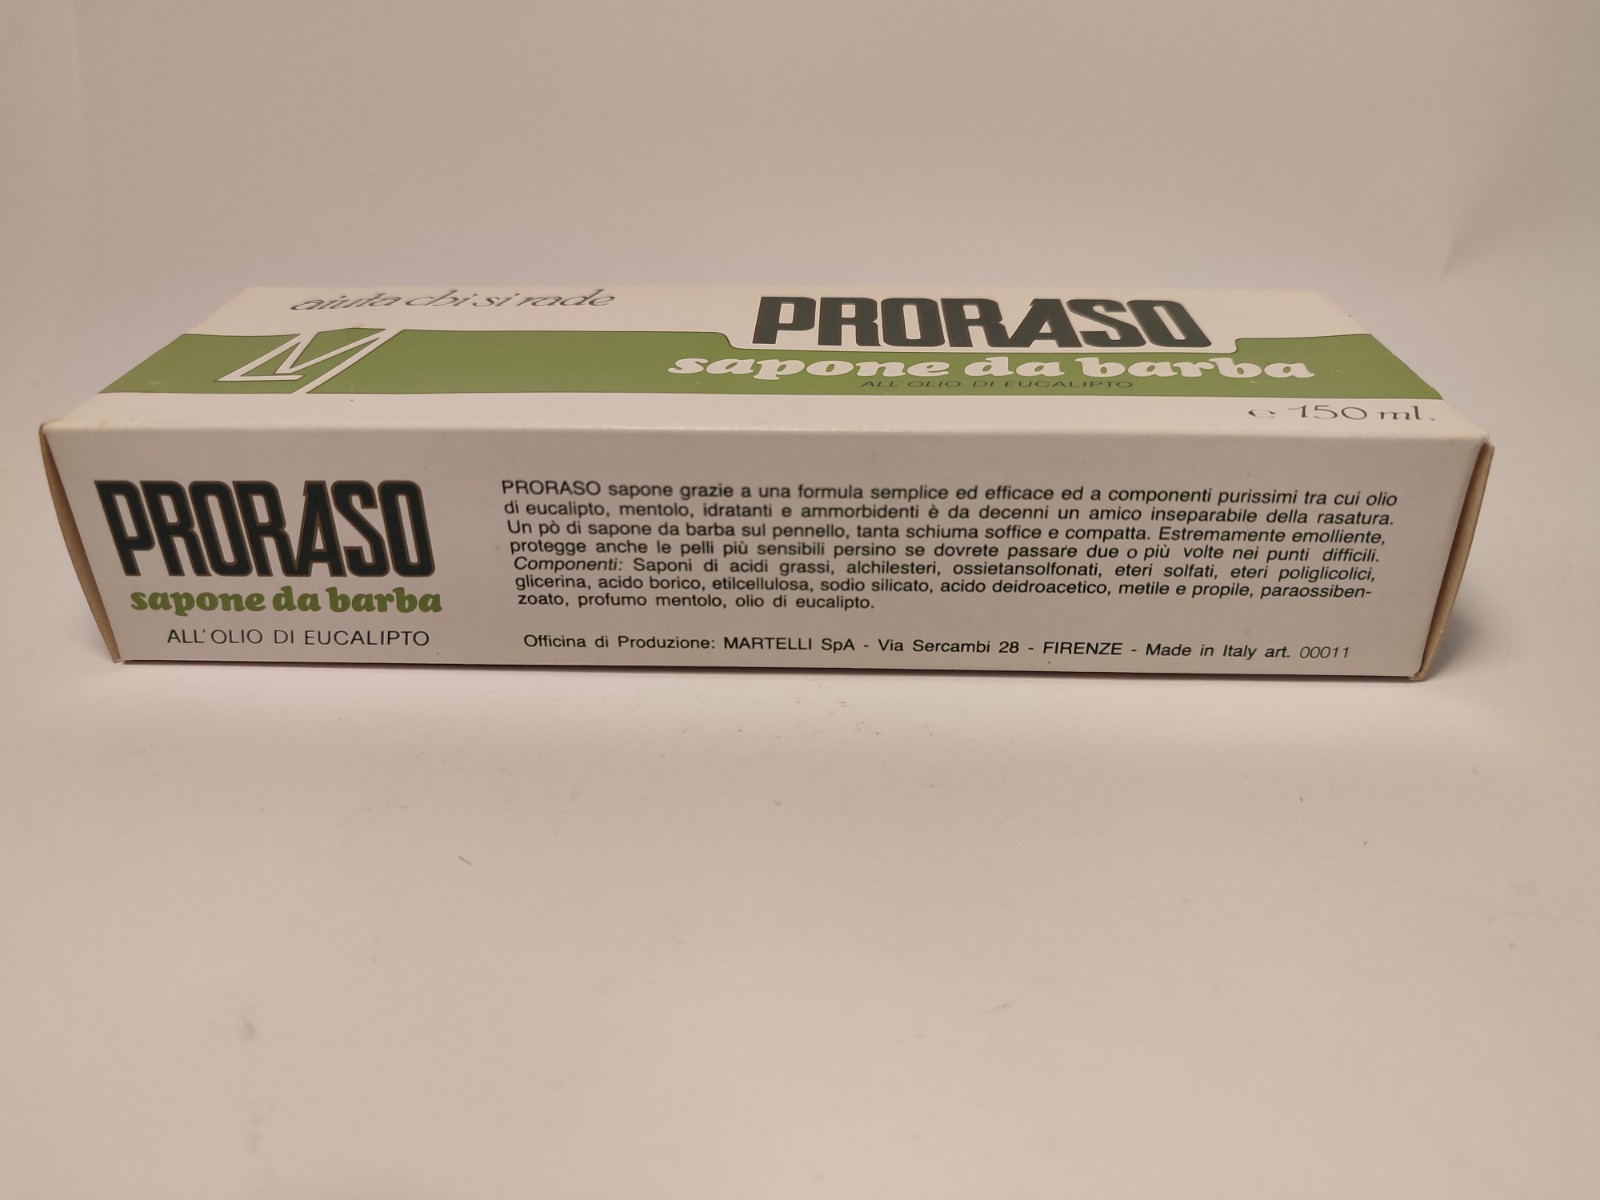 aiuta chi si rade
PRORASO
sapone da barba
ALL'OLIO DI EUCALIPTO
e 150 ml.
PRORASO
sapone da barba
ALL'OLIO DI EUCALIPTO
PRORASO sapone grazie a una formula semplice ed efficace ed a componenti purissimi tra cui olio
di eucalipto, mentolo, idratanti e ammorbidenti è da decenni un amico inseparabile della rasatura.
Un pò di sapone da barba sul pennello, tanta schiuma soffice e compatta. Estremamente emolliente,
protegge anche le pelli più sensibili persino se dovrete passare due o più volte nei punti difficili.
Componenti: Saponi di acidi grassi, alchilesteri, ossietansolfonati, eteri solfati, eteri poliglicolici,
glicerina, acido borico, etilcellulosa, sodio silicato, acido deidroacetico, metile e propile, paraossiben-
zoato, profumo mentolo, olio di eucalipto.
Officina di Produzione: MARTELLI SpA - Via Sercambi 28 - FIRENZE - Made in Italy art. 00011